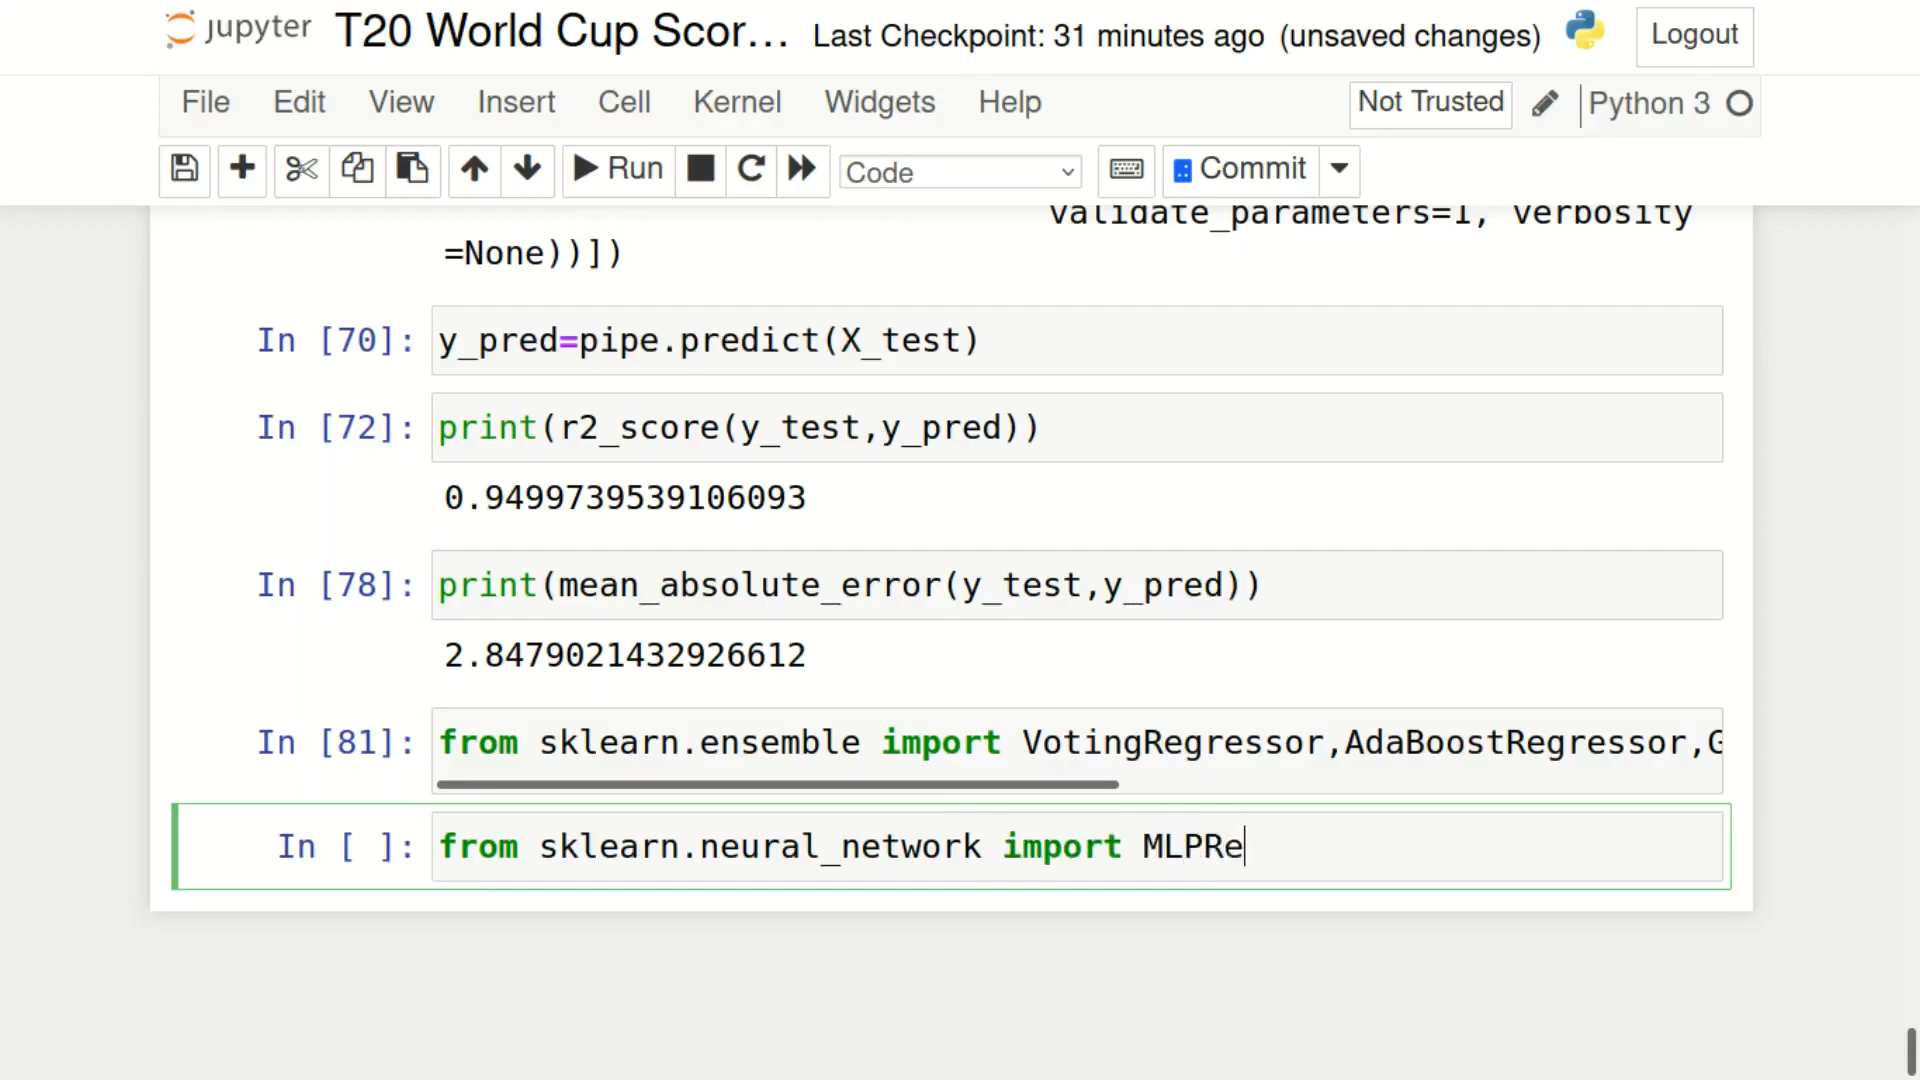 jupyter T20 World Cup Scor... Last Checkpoint: 31 minutes ago (unsaved changes) Logout
File Edit View Insert Cell Kernel Widgets Help Not Trusted Python 3
Run Code Commit
validate_parameters=1, verbosity
=None))])
In [70]: y_pred=pipe.predict(X_test)
In [72]: print(r2_score(y_test,y_pred))
0.9499739539106093
In [78]: print(mean_absolute_error(y_test,y_pred))
2.8479021432926612
In [81]: from sklearn.ensemble import VotingRegressor,AdaBoostRegressor,G
In [ ]: from sklearn.neural_network import MLPRe